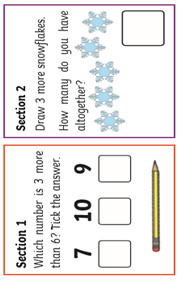 Section 1
Which number is 3 more
than 6? Tick the answer.
7 10 9
Section 2
Draw 3 more snowflakes.
How many do you have
altogether?